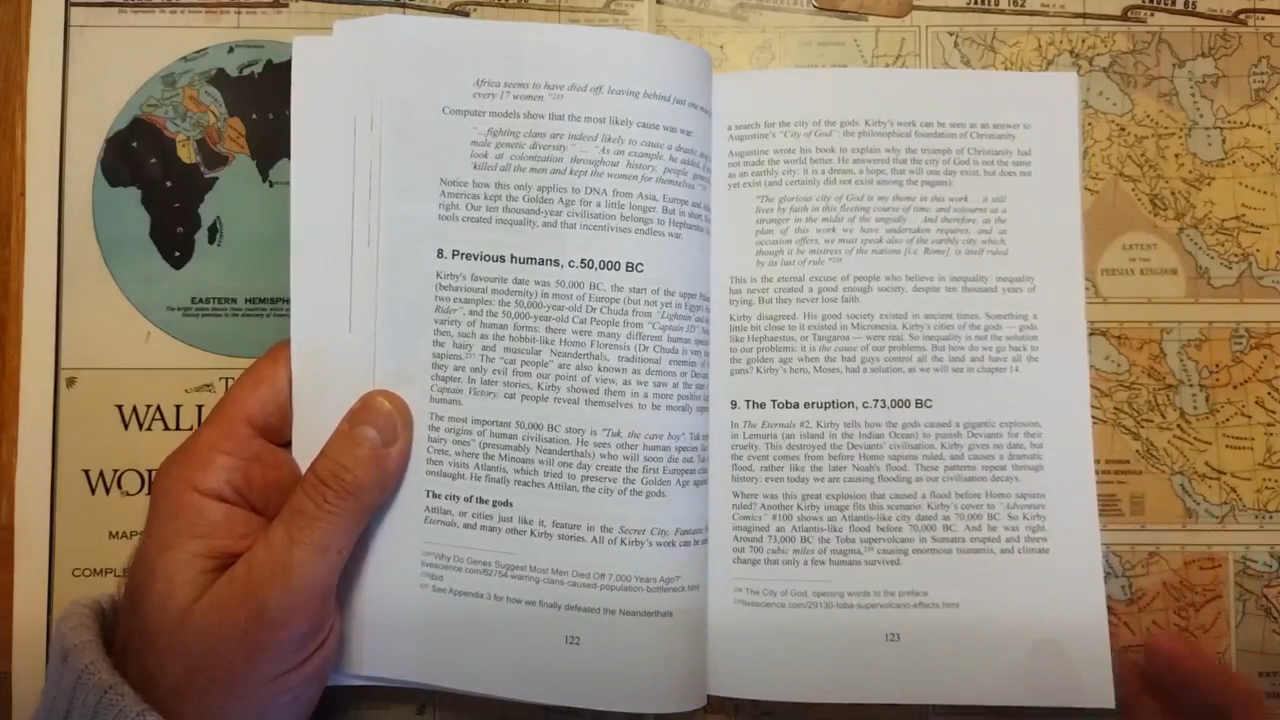 JARED 162
ENOCH 65
EASTERN HEMISPH
WALL
WO
MAPS
COMPLE
EXTENT
OF THE
PERSIAN KINGDOM
Africa seems to have died off, leaving behind just one
every 17 women."
Computer models show that the most likely cause was war:
"...fighting clans are indeed likely to cause a drastic
male genetic diversity." ... "As an example, he added,
look at colonization throughout history, people
killed all the men and kept the women for themselves."
Notice how this only applies to DNA from Asia, Europe and
Americas kept the Golden Age for a little longer. But in short,
right. Our ten thousand-year civilisation belongs to Hephaestus
tools created inequality, and that incentivises endless war.
8. Previous humans, c.50,000 BC
Kirby's favourite date was 50,000 BC, the start of the upper
(behavioural modernity) in most of Europe (but not yet in Egypt)
two examples: the 50,000-year-old Dr Chuda from "Lightnin' and
Rider", and the 50,000-year-old Cat People from "Captain 3D"
variety of human forms: there were many different human
then, such as the hobbit-like Homo Florensis (Dr Chuda is very
the hairy and muscular Neanderthals, traditional enemies of
sapiens.237 The "cat people" are also known as demons or
they are only evil from our point of view, as we saw at the
chapter. In later stories, Kirby showed them in a more positive
Captain Victory, cat people reveal themselves to be morally
humans.
The most important 50,000 BC story is "Tuk, the cave boy". Tuk
the origins of human civilisation. He sees other human species
hairy ones" (presumably Neanderthals) who will soon die out.
Crete, where the Minoans will one day create the first European
then visits Atlantis, which tried to preserve the Golden Age
onslaught. He finally reaches Attilan, the city of the gods.
The city of the gods
Attilan, or cities just like it, feature in the Secret City,
Eternals, and many other Kirby stories. All of Kirby's work can be
"Why Do Genes Suggest Most Men Died Off 7,000 Years Ago?"
livescience.com/62754-warring-clans-caused-population-bottleneck.html
ibid
237 See Appendix 3 for how we finally defeated the Neanderthals
122
a search for the city of the gods. Kirby's work can be seen as an answer to
Augustine's "City of God": the philosophical foundation of Christianity.
Augustine wrote his book to explain why the triumph of Christianity had
not made the world better. He answered that the city of God is not the same
as an earthly city: it is a dream, a hope, that will one day exist, but does not
yet exist (and certainly did not exist among the pagans):
"The glorious city of God is my theme in this work... it still
lives by faith in this fleeting course of time, and sojourns as a
stranger in the midst of the ungodly... And therefore, as the
plan of this work we have undertaken requires, and as
occasion offers, we must speak also of the earthly city, which,
though it be mistress of the nations [i.e. Rome], is itself ruled
by its lust of rule."238
This is the eternal excuse of people who believe in inequality: inequality
has never created a good enough society, despite ten thousand years of
trying. But they never lose faith.
Kirby disagreed. His good society existed in ancient times. Something a
little bit close to it existed in Micronesia. Kirby's cities of the gods — gods
like Hephaestus, or Tangaroa — were real. So inequality is not the solution
to our problems: it is the cause of our problems. But how do we go back to
the golden age when the bad guys control all the land and have all the
guns? Kirby's hero, Moses, had a solution, as we will see in chapter 14.
9. The Toba eruption, c.73,000 BC
In The Eternals #2, Kirby tells how the gods caused a gigantic explosion,
in Lemuria (an island in the Indian Ocean) to punish Deviants for their
cruelty. This destroyed the Deviants' civilisation. Kirby gives no date, but
the event comes from before Homo sapiens ruled, and causes a dramatic
flood, rather like the later Noah's flood. These patterns repeat through
history: even today we are causing flooding as our civilisation decays.
Where was this great explosion that caused a flood before Homo sapiens
ruled? Another Kirby image fits this scenario: Kirby's cover to "Adventure
Comics" #100 shows an Atlantis-like city dated as 70,000 BC. So Kirby
imagined an Atlantis-like flood before 70,000 BC. And he was right.
Around 73,000 BC the Toba supervolcano in Sumatra erupted and threw
out 700 cubic miles of magma,239 causing enormous tsunamis, and climate
change that only a few humans survived.
238 The City of God, opening words to the preface
239 livescience.com/29130-toba-supervolcano-effects.html
123